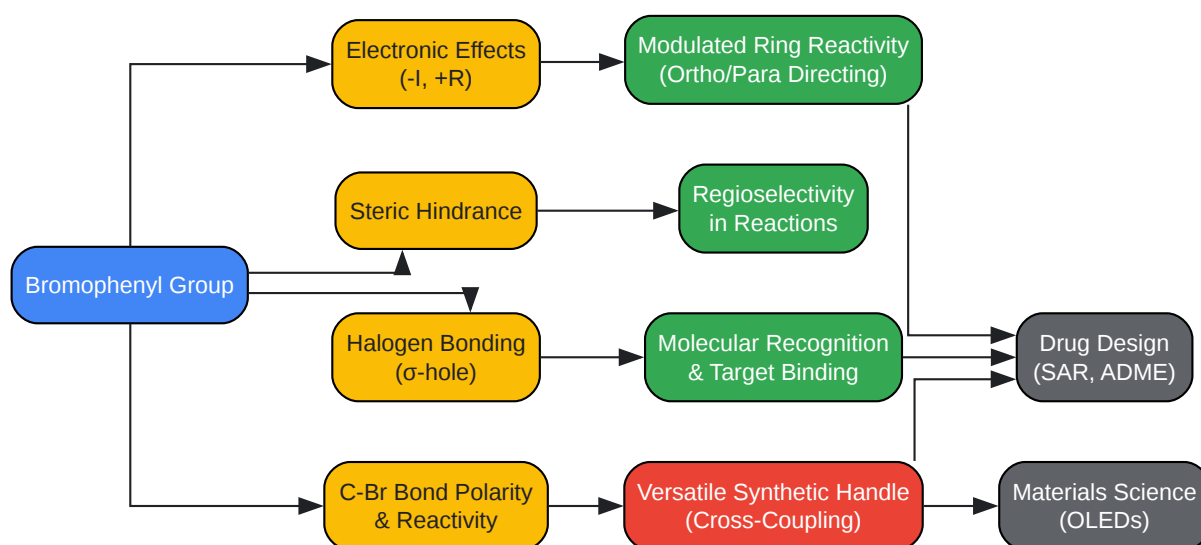 Electronic Effects
(-I, +R)
Modulated Ring Reactivity
(Ortho/Para Directing)
Steric Hindrance
Regioselectivity
in Reactions
Bromophenyl Group
Halogen Bonding
(σ-hole)
Molecular Recognition
& Target Binding
Drug Design
(SAR, ADME)
C-Br Bond Polarity
& Reactivity
Versatile Synthetic Handle
(Cross-Coupling)
Materials Science
(OLEDs)